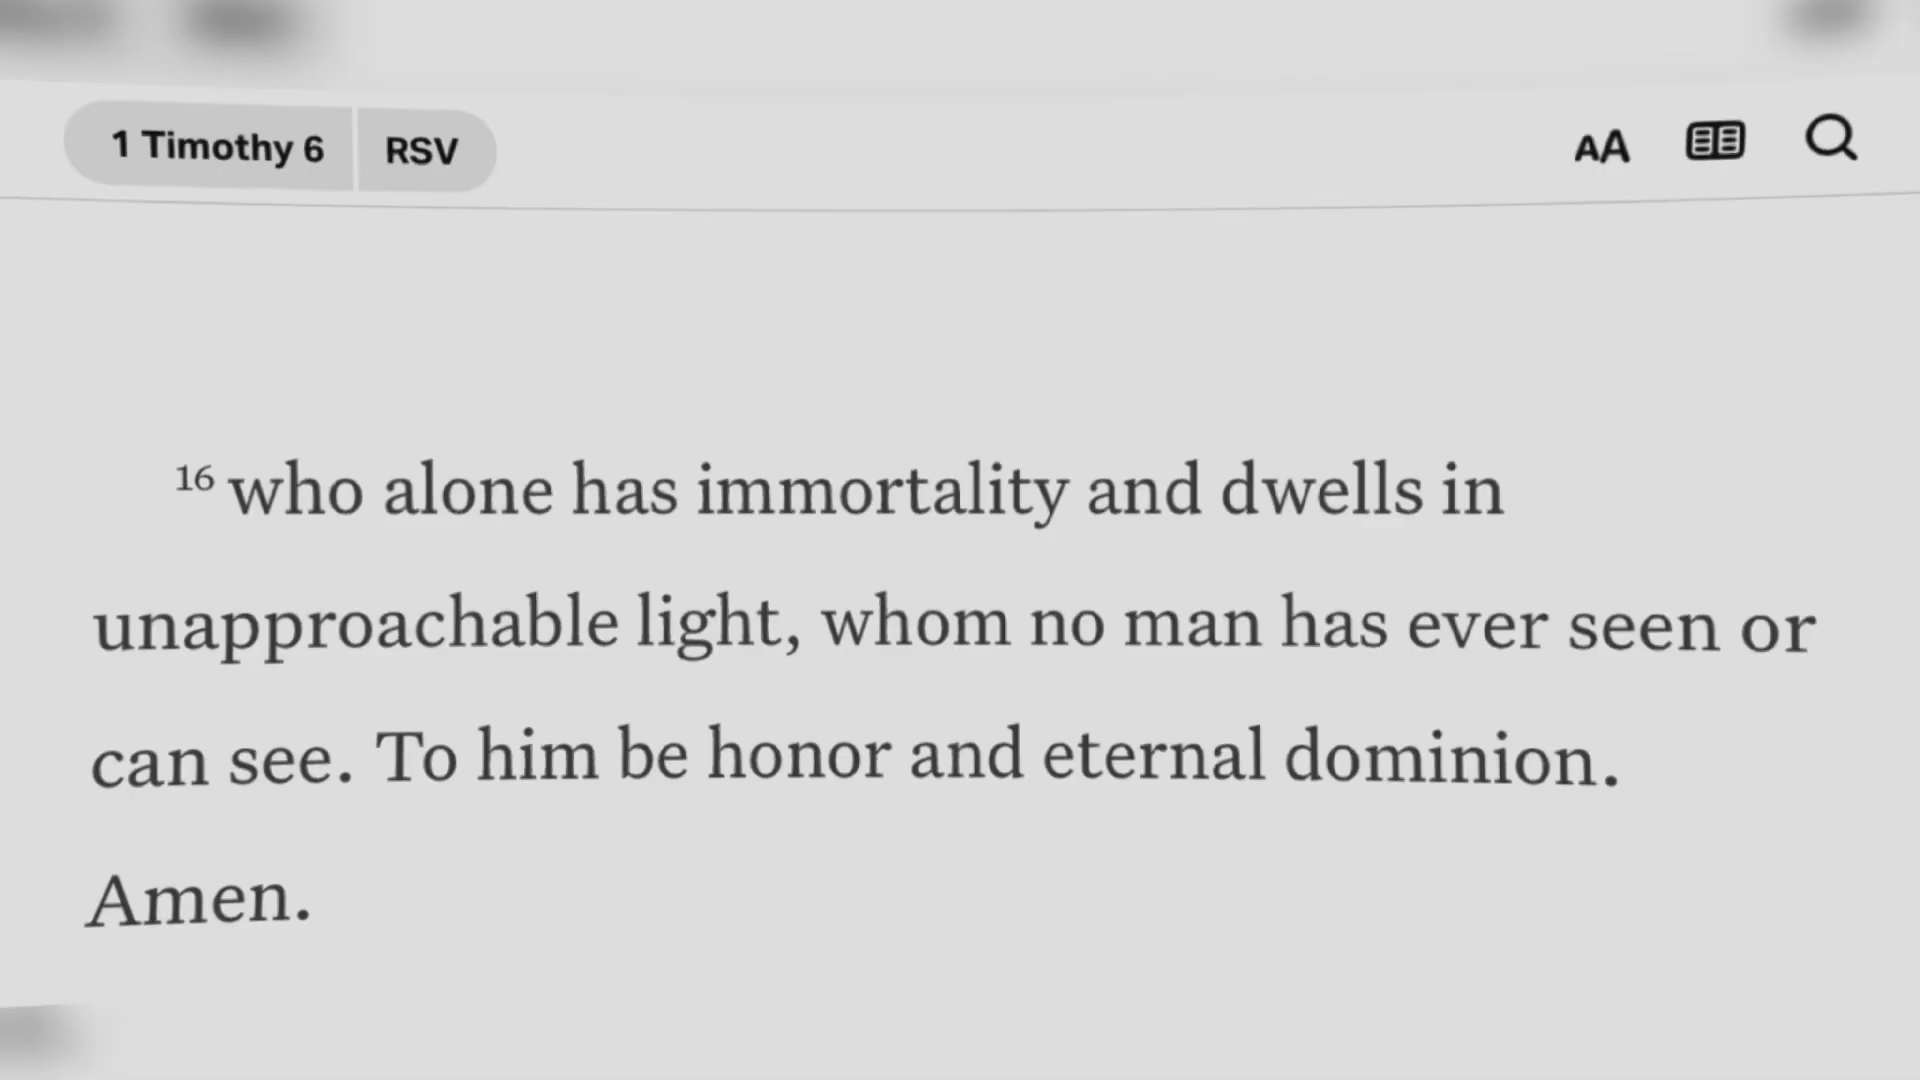 1 Timothy 6 RSV AA
16 who alone has immortality and dwells in
unapproachable light, whom no man has ever seen or
can see. To him be honor and eternal dominion.
Amen.